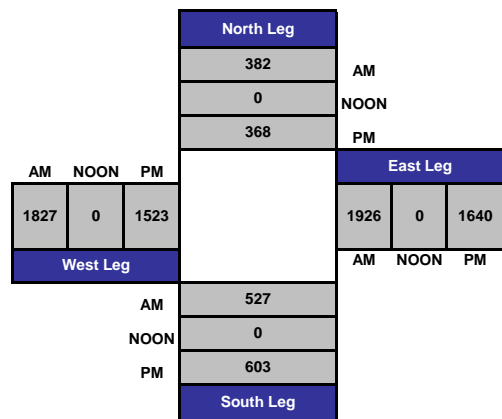 North Leg
382 AM
0 NOON
368 PM
AM NOON PM
East Leg
1827 0 1523
1926 0 1640
West Leg
AM NOON PM
AM 527
NOON 0
PM 603
South Leg